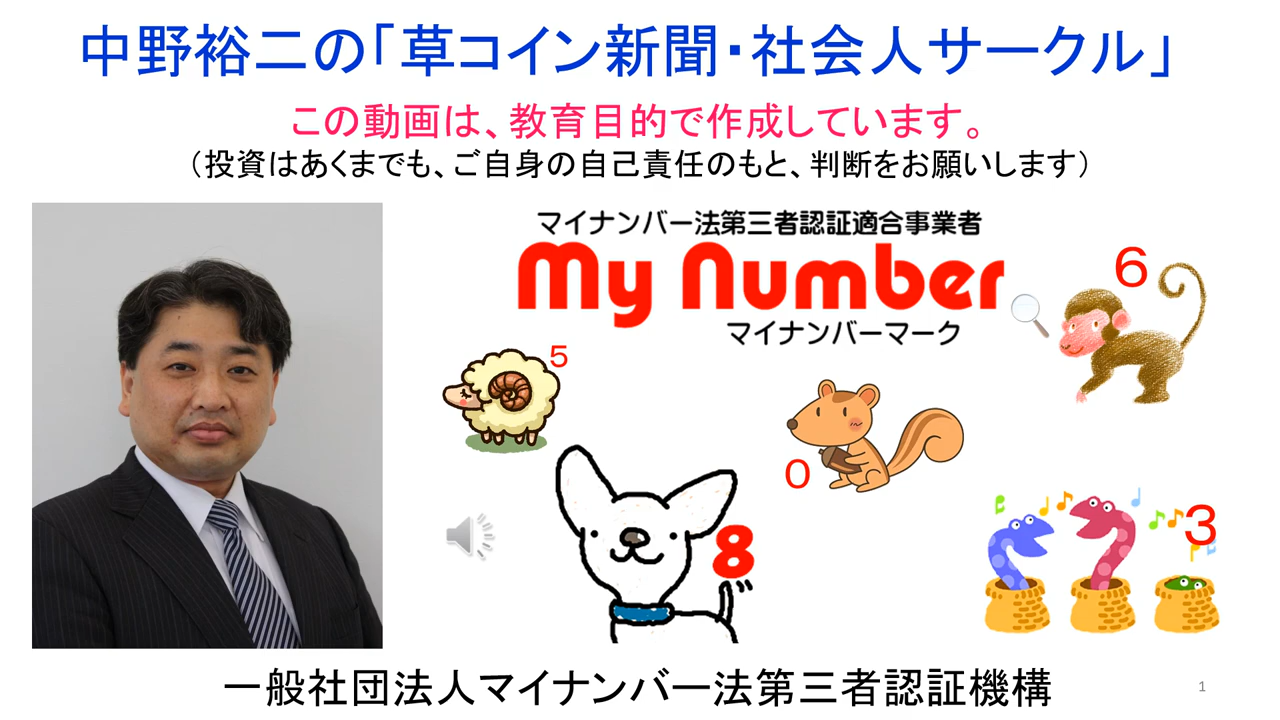 中野裕二の「草コイン新聞・社会人サークル」
この動画は、教育目的で作成しています。
（投資はあくまでも、ご自身の自己責任のもと、判断をお願いします）
マイナンバー法第三者認証適合事業者
My Number
マイナンバーマーク
6
5
0
8
3
一般社団法人マイナンバー法第三者認証機構
1